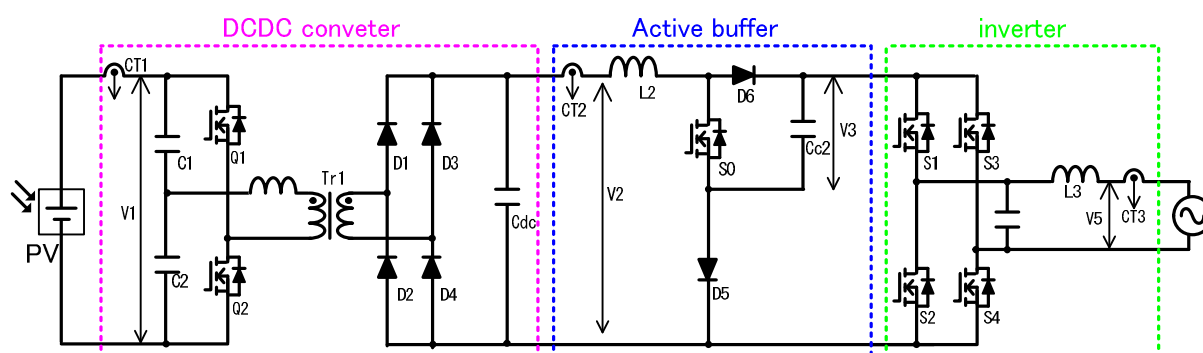 DCDC conveter
Active buffer
inverter
CT1
CT2
L2
D6
Q1
C1
D1
D3
V3
Cc2
S0
S1
S3
Tr1
V1
V2
Cdc
L3
V5
CT3
PV
C2
Q2
D2
D4
D5
S2
S4